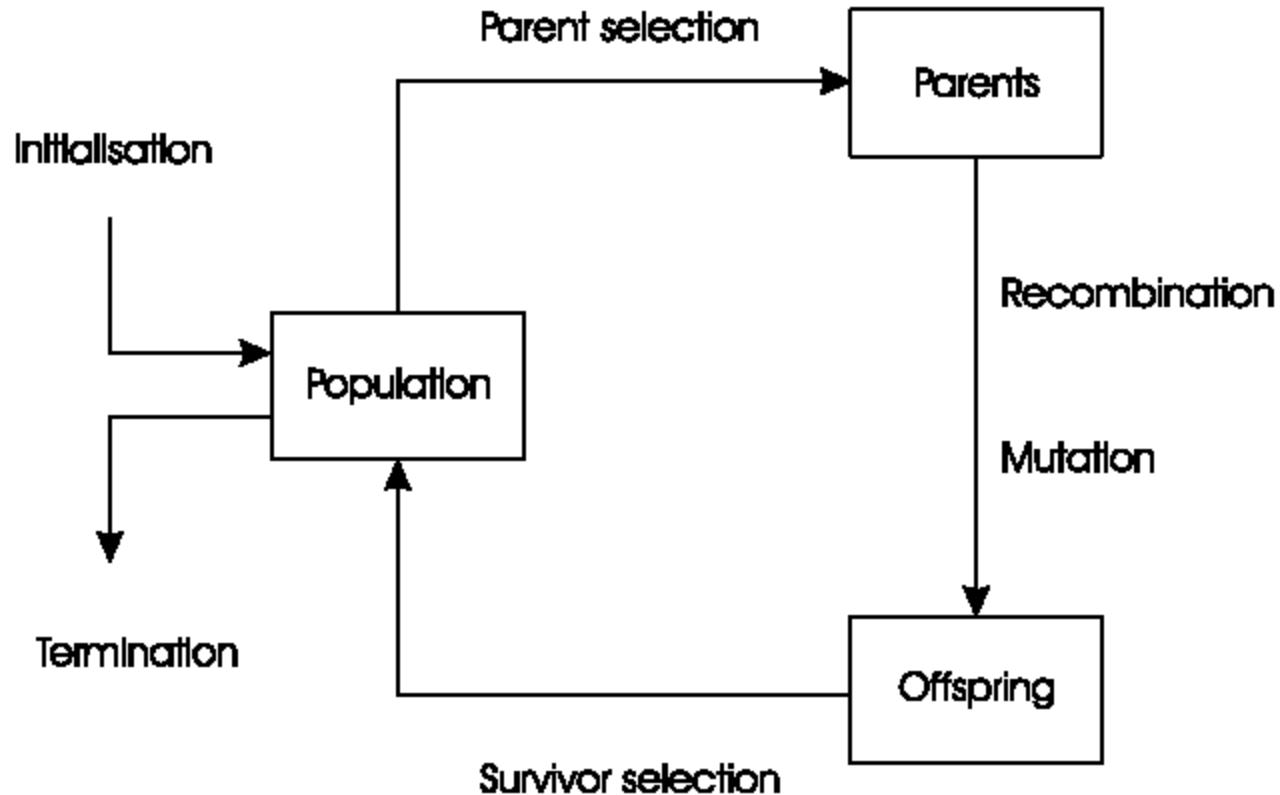 Parent selection
Parents
Initialisation
Recombination
Population
Mutation
Termination
Offspring
Survivor selection